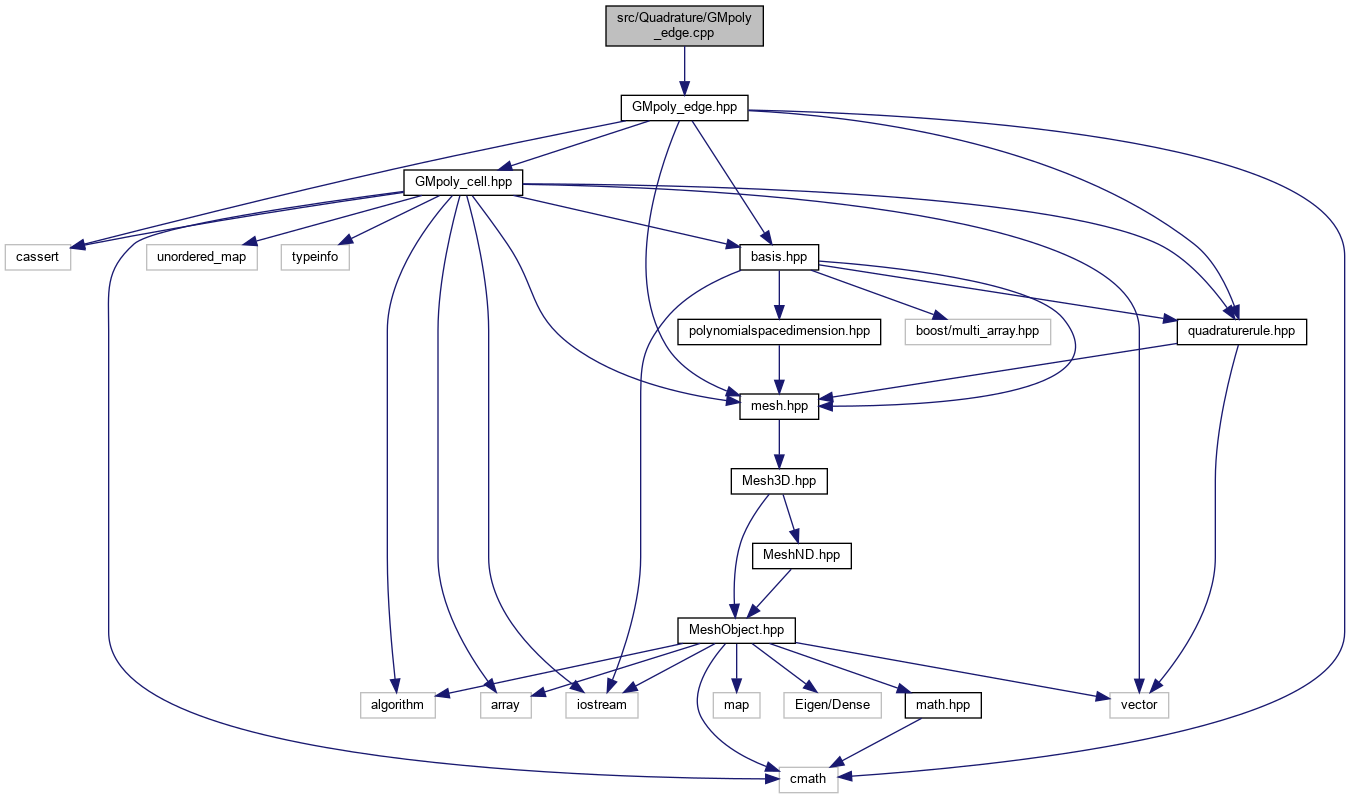 src/Quadrature/GMpoly
_edge.cpp
GMpoly_edge.hpp
GMpoly_cell.hpp
cassert
unordered_map
typeinfo
basis.hpp
polynomialspacedimension.hpp
boost/multi_array.hpp
quadraturerule.hpp
mesh.hpp
Mesh3D.hpp
MeshND.hpp
MeshObject.hpp
algorithm
array
iostream
map
Eigen/Dense
math.hpp
vector
cmath